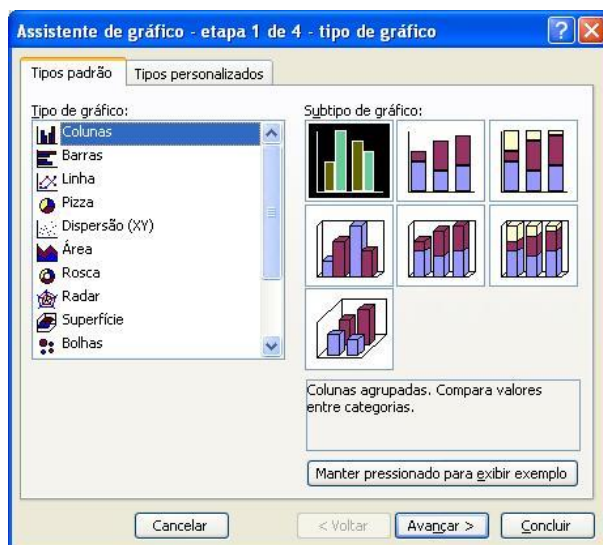 Assistente de gráfico - etapa 1 de 4 - tipo de gráfico
Tipos padrão
Tipos personalizados
Tipo de gráfico:
Colunas
Barras
Linha
Pizza
Dispersão (XY)
Área
Rosca
Radar
Superfície
Bolhas
Subtipo de gráfico:
Colunas agrupadas. Compara valores
entre categorias.
Manter pressionado para exibir exemplo
Cancelar
< Voltar
Avançar >
Concluir